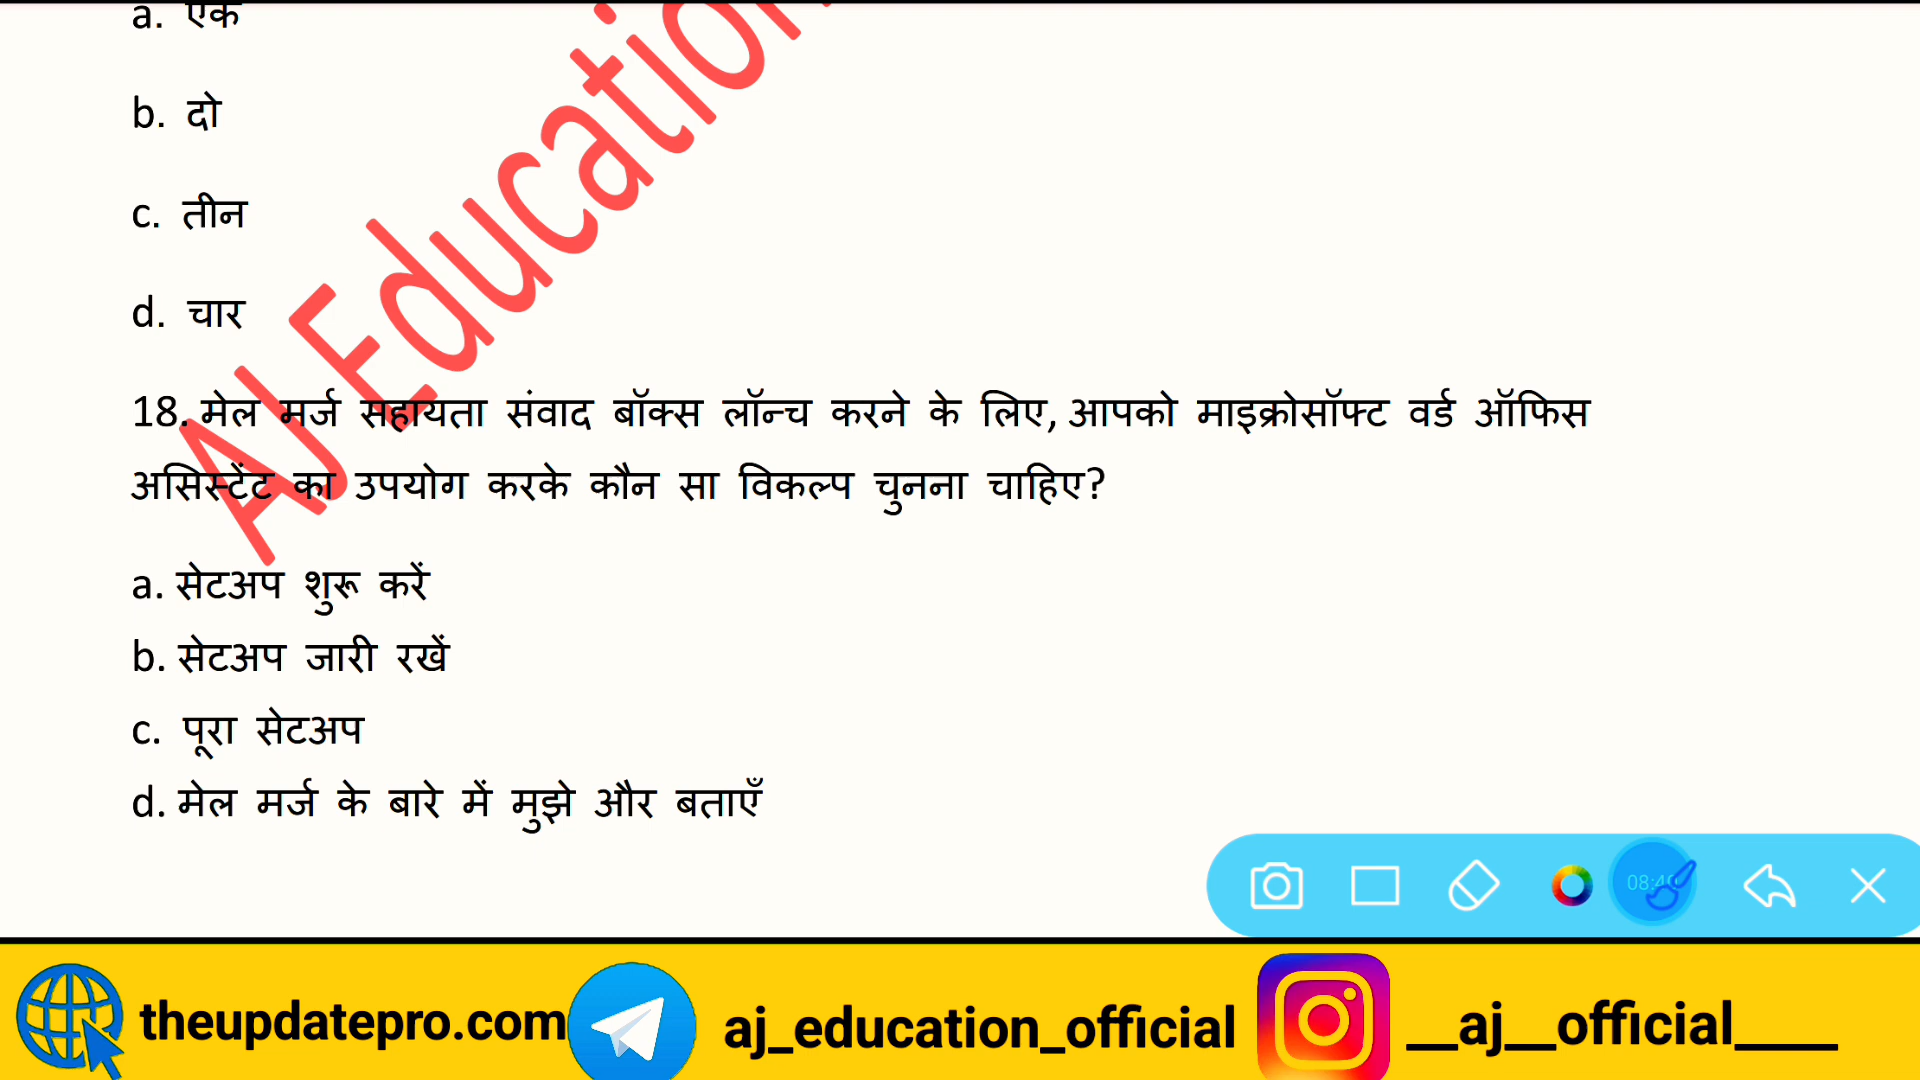 a. एक
b. दो
c. तीन
d. चार
AJ Education
18. मेल मर्ज सहायता संवाद बॉक्स लॉन्च करने के लिए, आपको माइक्रोसॉफ्ट वर्ड ऑफिस
असिस्टेंट का उपयोग करके कौन सा विकल्प चुनना चाहिए?
a. सेटअप शुरू करें
b. सेटअप जारी रखें
c. पूरा सेटअप
d. मेल मर्ज के बारे में मुझे और बताएँ
theupdatepro.com aj_education_official __aj__official____